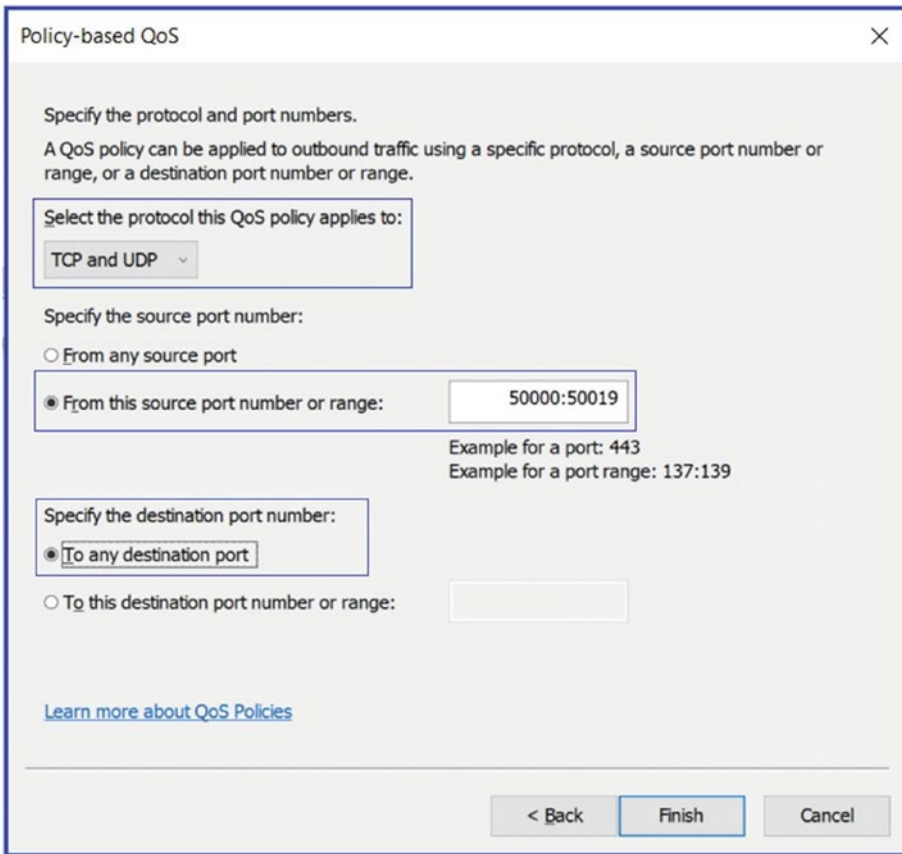 Policy-based QoS
Specify the protocol and port numbers.
A QoS policy can be applied to outbound traffic using a specific protocol, a source port number or
range, or a destination port number or range.
Select the protocol this QoS policy applies to:
TCP and UDP
Specify the source port number:
From any source port
From this source port number or range:
50000:50019
Example for a port: 443
Example for a port range: 137:139
Specify the destination port number:
To any destination port
To this destination port number or range:
Learn more about QoS Policies
< Back
Finish
Cancel